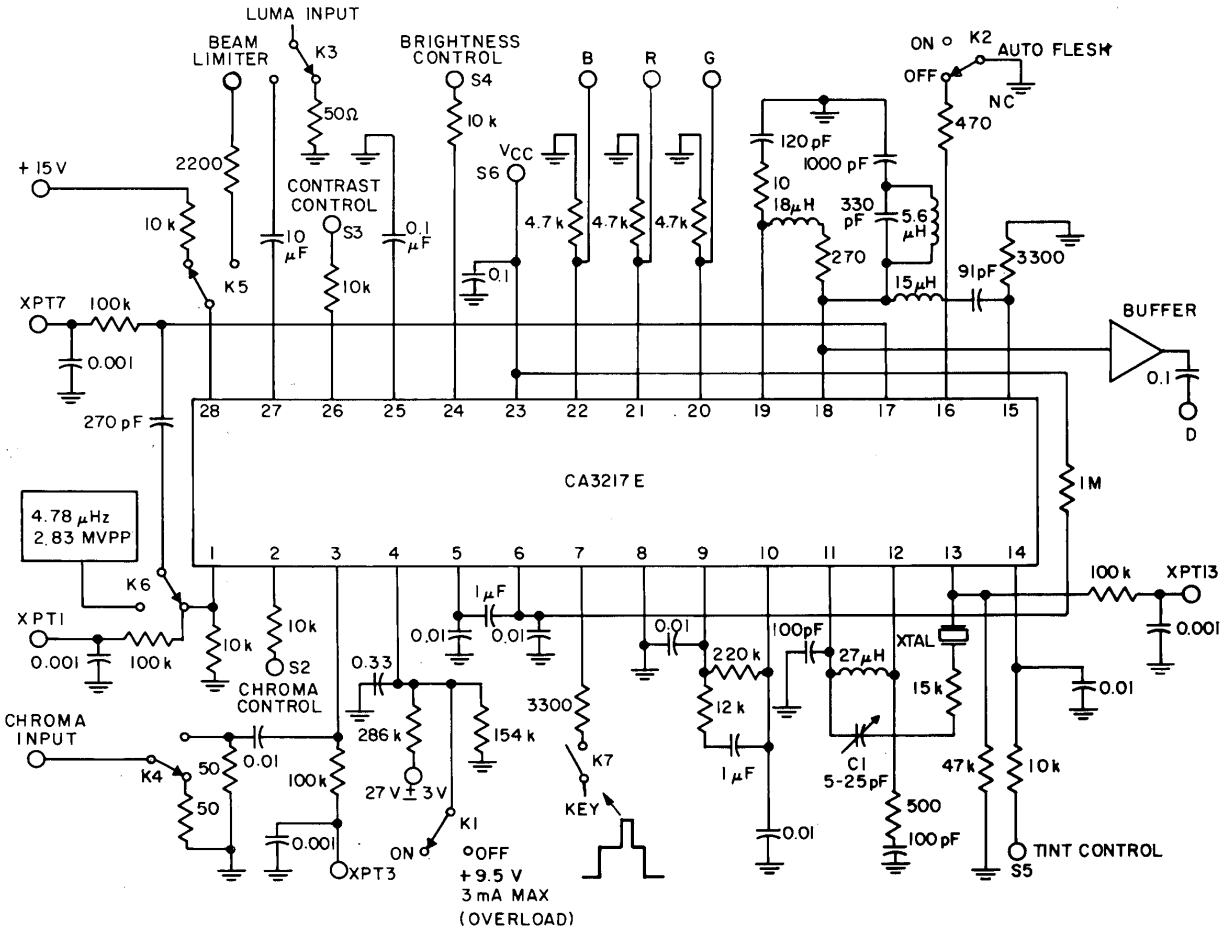 LUMA INPUT
BEAM
LIMITER
K3
BRIGHTNESS
CONTROL
S4
B
R
G
ON
K2
AUTO FLESH
OFF
NC
50Ω
10 k
120 pF
1000 pF
470
+ 15 V
2200
VCC
S6
10
18μH
330
pF
5.6
μH
CONTRAST
CONTROL
S3
10 k
10
μF
0.1
μF
4.7k
4.7k
4.7k
270
3300
K5
10k
0.1
15μH
91pF
XPT7
100k
BUFFER
0.001
0.1
28
27
26
25
24
23
22
21
20
19
18
17
16
15
D
270 pF
CA3217E
1M
4.78 μHz
2.83 MVPP
1
2
3
4
5
6
7
8
9
10
11
12
13
14
K6
1μF
100k
XPT13
XPT1
10k
10k
0.01
0.01
0.01
100pF
XTAL
0.001
0.001
100k
S2
CHROMA
CONTROL
0.33
220k
27μH
15k
0.01
CHROMA
INPUT
3300
12k
0.01
286k
154k
K7
1μF
C1
5-25pF
47k
10k
K4
50
100k
50
27V ± 3V
KEY
500
0.001
K1
0.01
100pF
XPT3
ON
OFF
+9.5 V
3mA MAX
(OVERLOAD)
S5
TINT CONTROL